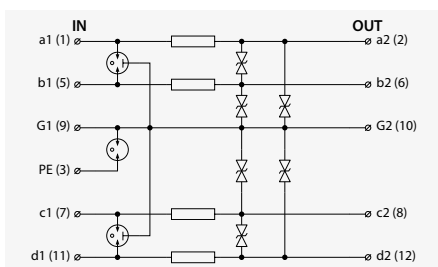 IN OUT
a1 (1) a2 (2)
b1 (5) b2 (6)
G1 (9) G2 (10)
PE (3)
c1 (7) c2 (8)
d1 (11) d2 (12)